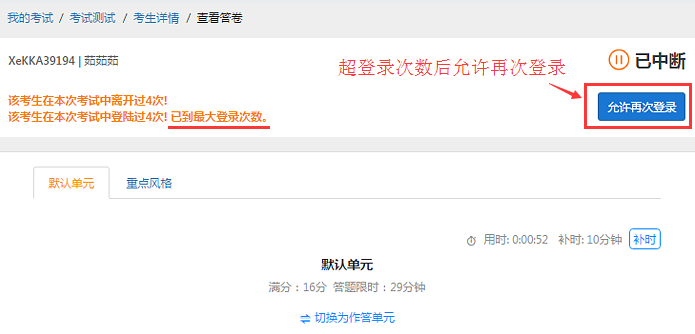 我的考试 / 考试测试 / 考生详情 / 查看答卷
XeKKA39194 | 茹茹茹
超登录次数后允许再次登录
已中断
该考生在本次考试中离开过4次!
该考生在本次考试中登陆过4次! 已到最大登录次数。
允许再次登录
默认单元 重点风格
用时: 0:00:52 补时: 10分钟 补时
默认单元
满分：16分 答题限时：29分钟
切换为作答单元